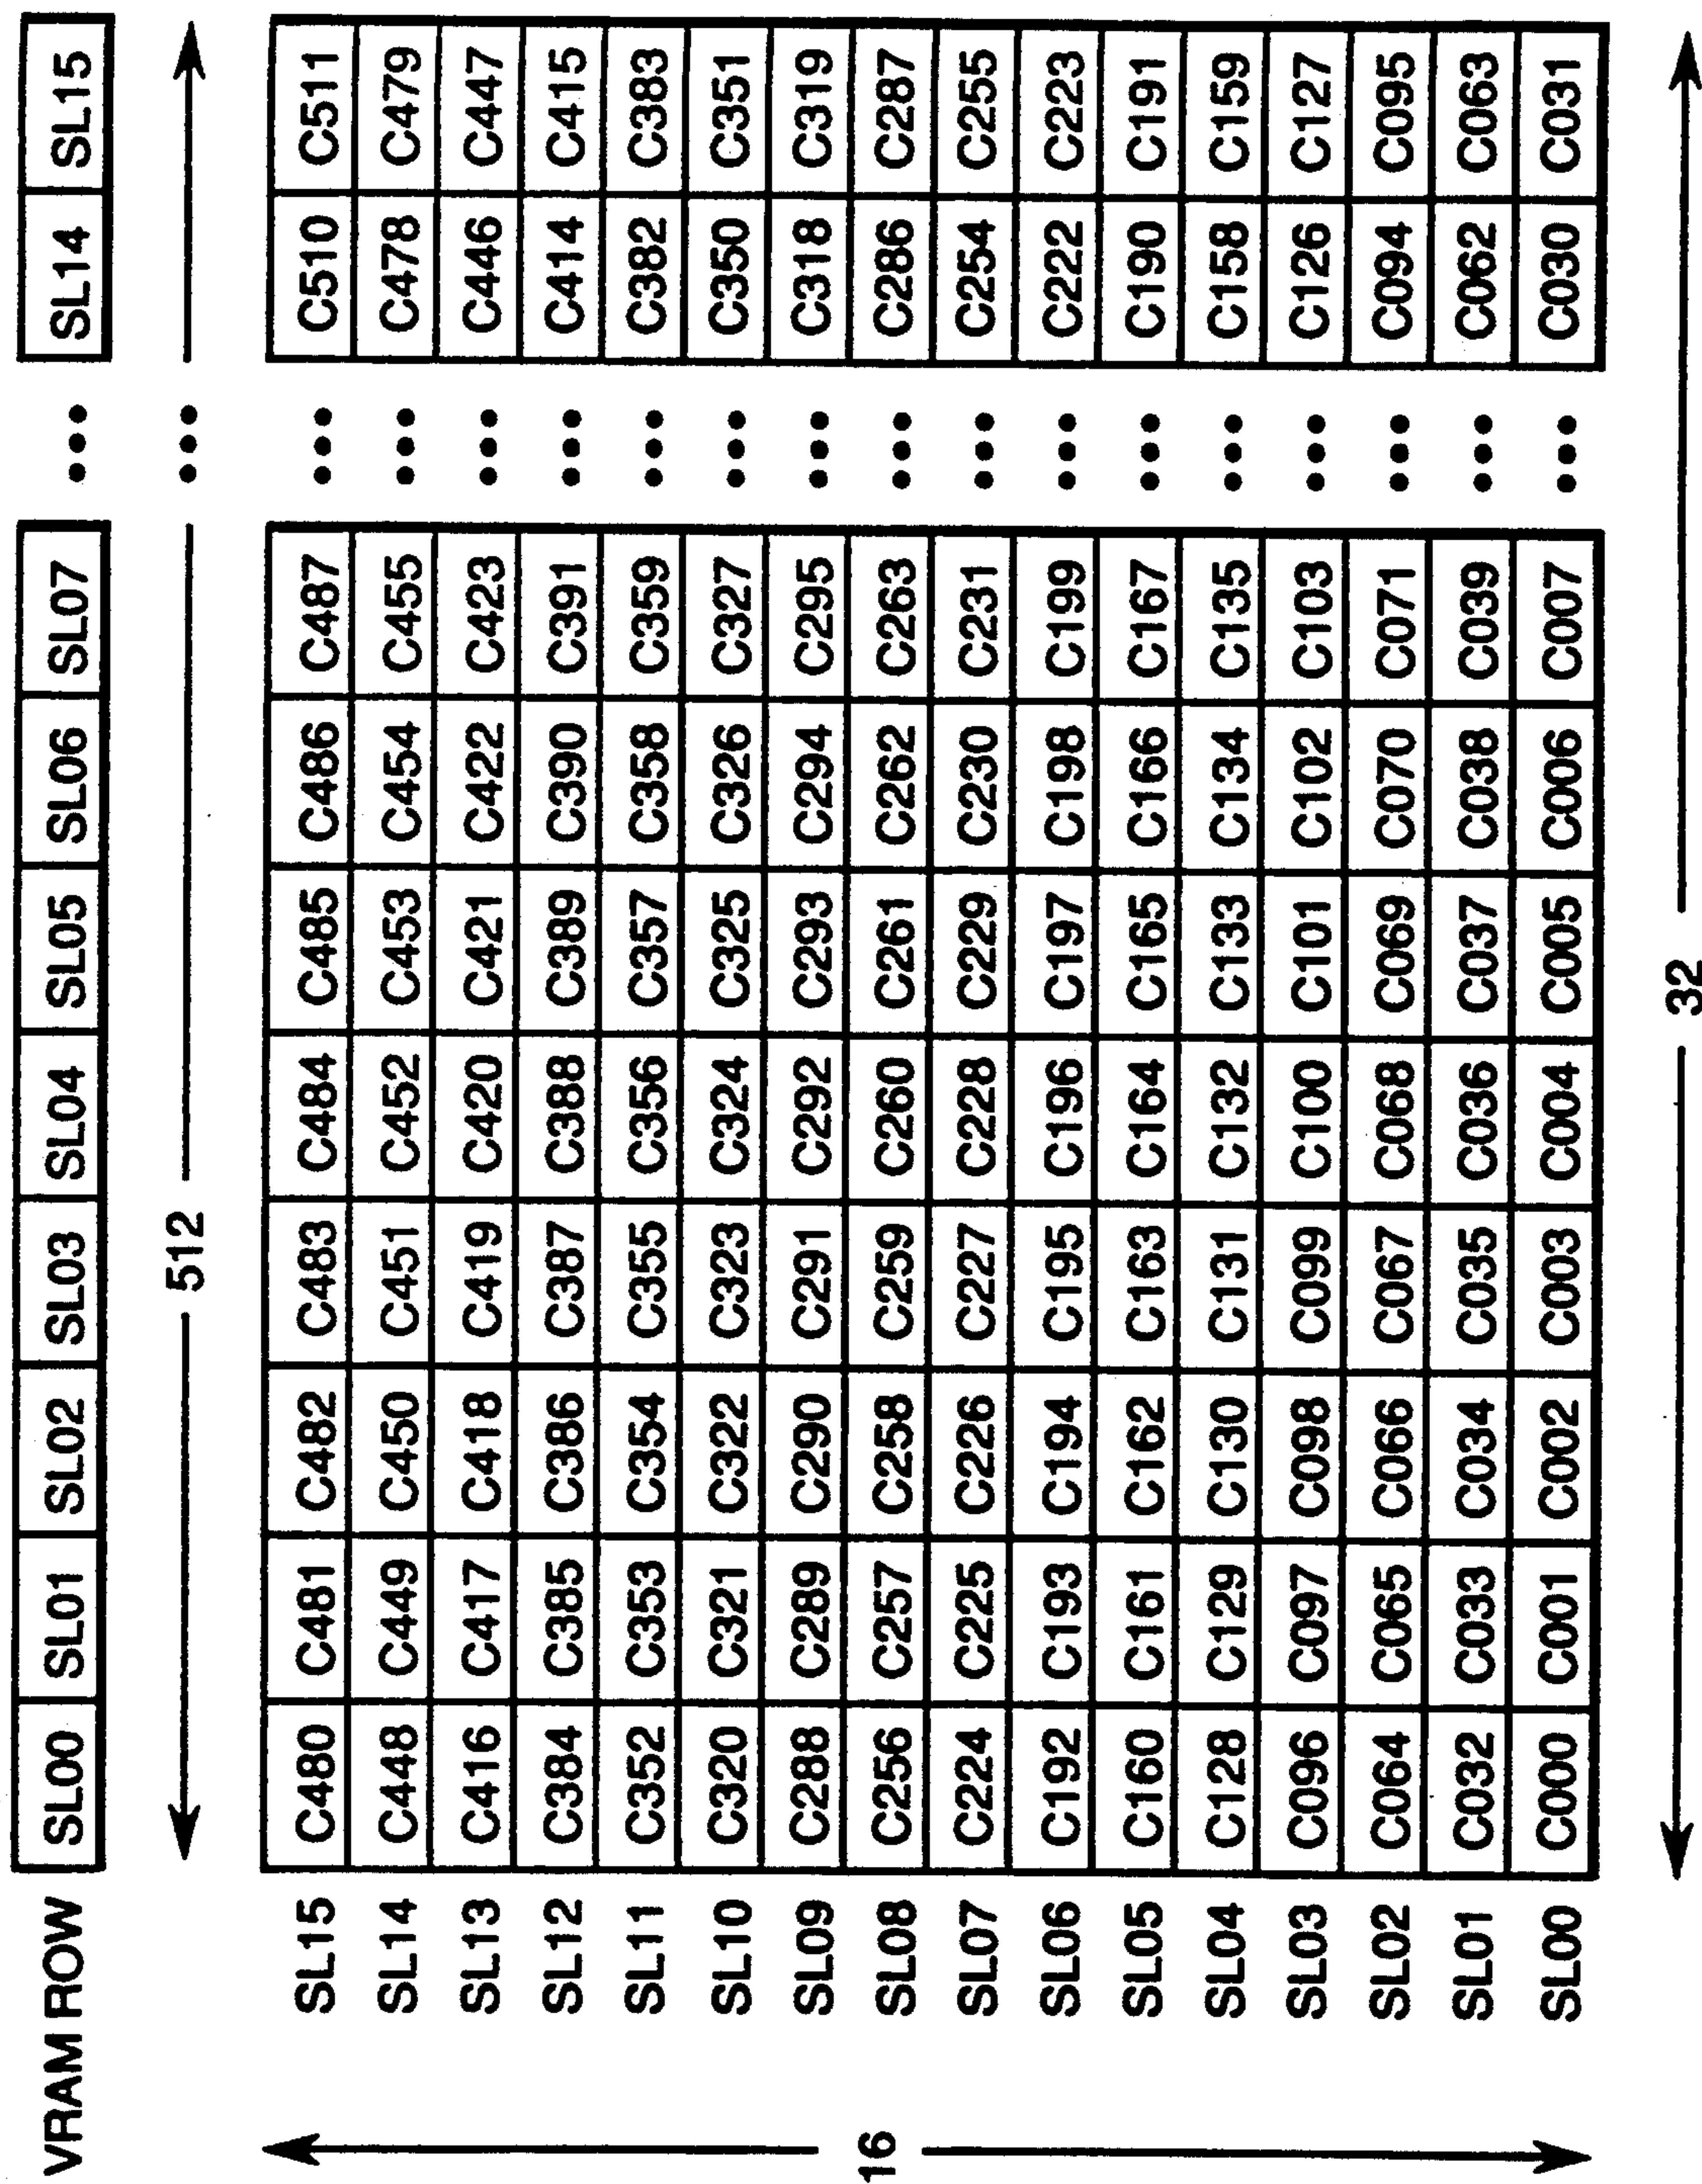 VRAM ROW SL00 SL01 SL02 SL03 SL04 SL05 SL06 SL07 ••• SL14 SL15
512 •••
SL15 C480 C481 C482 C483 C484 C485 C486 C487 ••• C510 C511
SL14 C448 C449 C450 C451 C452 C453 C454 C455 ••• C478 C479
SL13 C416 C417 C418 C419 C420 C421 C422 C423 ••• C446 C447
SL12 C384 C385 C386 C387 C388 C389 C390 C391 ••• C414 C415
SL11 C352 C353 C354 C355 C356 C357 C358 C359 ••• C382 C383
SL10 C320 C321 C322 C323 C324 C325 C326 C327 ••• C350 C351
SL09 C288 C289 C290 C291 C292 C293 C294 C295 ••• C318 C319
SL08 C256 C257 C258 C259 C260 C261 C262 C263 ••• C286 C287
SL07 C224 C225 C226 C227 C228 C229 C230 C231 ••• C254 C255
SL06 C192 C193 C194 C195 C196 C197 C198 C199 ••• C222 C223
SL05 C160 C161 C162 C163 C164 C165 C166 C167 ••• C190 C191
SL04 C128 C129 C130 C131 C132 C133 C134 C135 ••• C158 C159
SL03 C096 C097 C098 C099 C100 C101 C102 C103 ••• C126 C127
SL02 C064 C065 C066 C067 C068 C069 C070 C071 ••• C094 C095
SL01 C032 C033 C034 C035 C036 C037 C038 C039 ••• C062 C063
SL00 C000 C001 C002 C003 C004 C005 C006 C007 ••• C030 C031
16
32